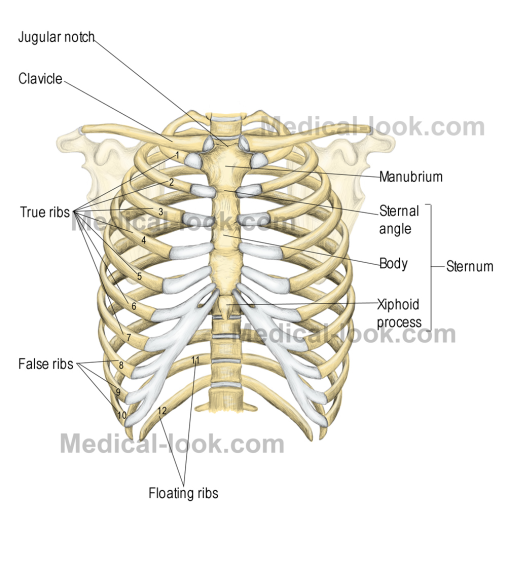 Jugular notch
Clavicle
Medical-look.com
1
Manubrium
2
True ribs
3
Medical-look.com
Sternal
angle
4
Body
Sternum
5
6
Xiphoid
process
7
Medical-look.com
False ribs
8
11
9
10
12
Medical-look.com
Floating ribs